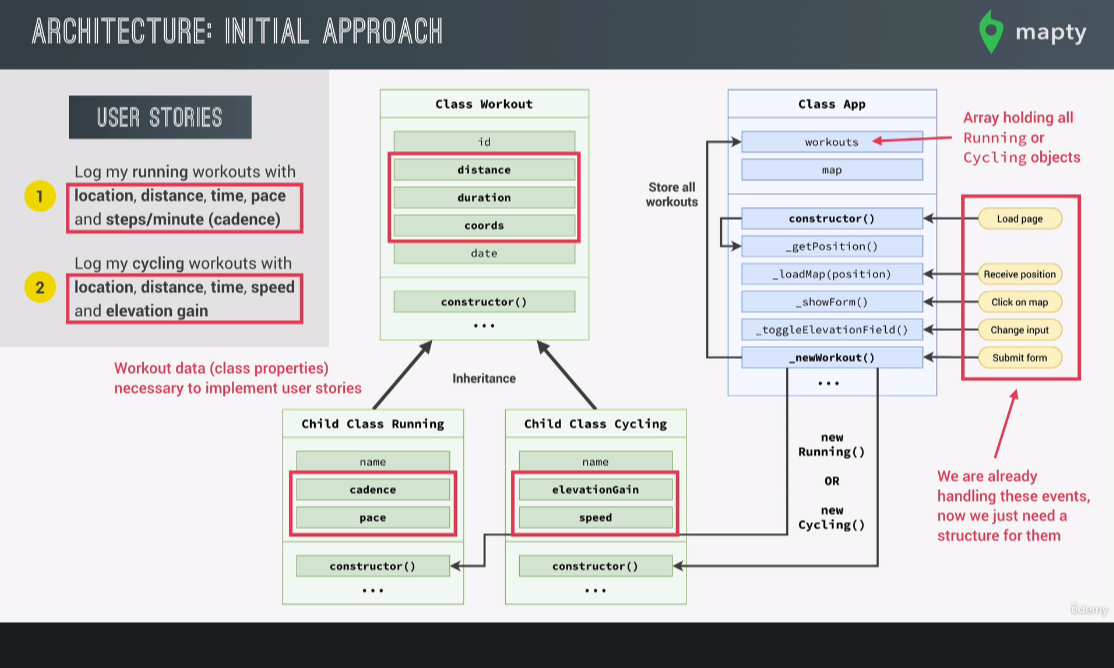 ARCHITECTURE: INITIAL APPROACH
mapty
USER STORIES
1
Log my running workouts with
location, distance, time, pace
and steps/minute (cadence)
2
Log my cycling workouts with
location, distance, time, speed
and elevation gain
Workout data (class properties)
necessary to implement user stories
Class Workout
id
distance
duration
coords
date
constructor()
...
Inheritance
Child Class Running
name
cadence
pace
constructor()
...
Child Class Cycling
name
elevationGain
speed
constructor()
...
Class App
workouts
map
constructor()
_getPosition()
_loadMap(position)
_showForm()
_toggleElevationField()
_newWorkout()
...
Store all
workouts
Array holding all
Running or
Cycling objects
Load page
Receive position
Click on map
Change input
Submit form
new
Running()
OR
new
Cycling()
We are already
handling these events,
now we just need a
structure for them
ûdemy